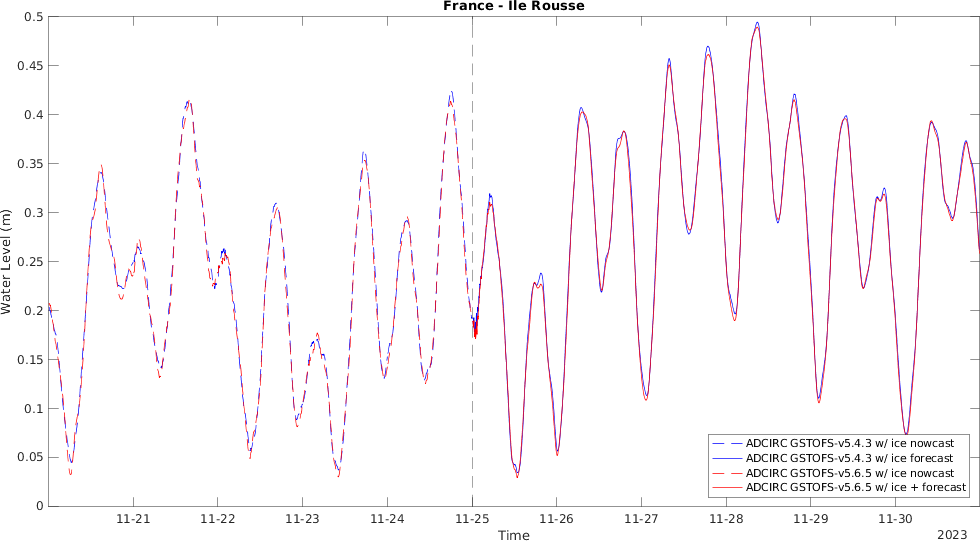 France - Ile Rousse
0.5
0.45
0.4
0.35
0.3
0.25
0.2
0.15
0.1
0.05
0
Water Level (m)
ADCIRC GSTOFS-v5.4.3 w/ ice nowcast
ADCIRC GSTOFS-v5.4.3 w/ ice forecast
ADCIRC GSTOFS-v5.6.5 w/ ice nowcast
ADCIRC GSTOFS-v5.6.5 w/ ice + forecast
11-21 11-22 11-23 11-24 11-25 11-26 11-27 11-28 11-29 11-30
Time
2023